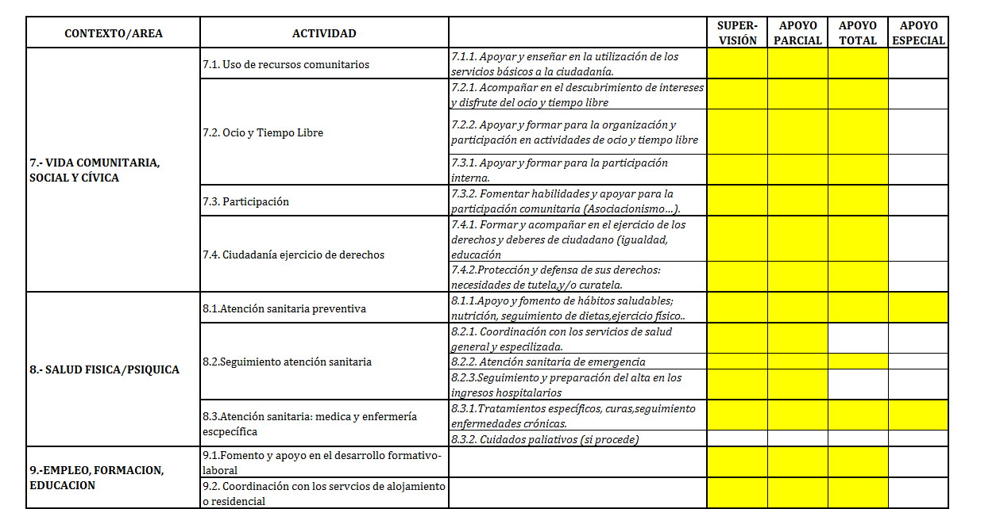 CONTEXTO/AREA
ACTIVIDAD
SUPER-
VISIÓN
APOYO
PARCIAL
APOYO
TOTAL
APOYO
ESPECIAL
7.- VIDA COMUNITARIA,
SOCIAL Y CÍVICA
7.1. Uso de recursos comunitarios
7.1.1. Apoyar y enseñar en la utilización de los
servicios básicos a la ciudadanía.
7.2. Ocio y Tiempo Libre
7.2.1. Acompañar en el descubrimiento de intereses
y disfrute del ocio y tiempo libre
7.2.2. Apoyar y formar para la organización y
participación en actividades de ocio y tiempo libre
7.3.1. Apoyar y formar para la participación
interna.
7.3. Participación
7.3.2. Fomentar habilidades y apoyar para la
participación comunitaria (Asociacionismo...).
7.4. Ciudadanía ejercicio de derechos
7.4.1. Formar y acompañar en el ejercicio de los
derechos y deberes de ciudadano (igualdad,
educación
7.4.2.Protección y defensa de sus derechos:
necesidades de tutela,y/o curatela.
8.- SALUD FISICA/PSIQUICA
8.1.Atención sanitaria preventiva
8.1.1.Apoyo y fomento de hábitos saludables;
nutrición, seguimiento de dietas,ejercicio físico..
8.2.Seguimiento atención sanitaria
8.2.1. Coordinación con los servicios de salud
general y especilizada.
8.2.2. Atención sanitaria de emergencia
8.2.3.Seguimiento y preparación del alta en los
ingresos hospitalarios
8.3.Atención sanitaria: medica y enfermería
escpecífica
8.3.1.Tratamientos específicos, curas,seguimiento
enfermedades crónicas.
8.3.2. Cuidados paliativos (si procede)
9.-EMPLEO, FORMACION,
EDUCACION
9.1.Fomento y apoyo en el desarrollo formativo-
laboral
9.2. Coordinación con los servcios de alojamiento
o residencial